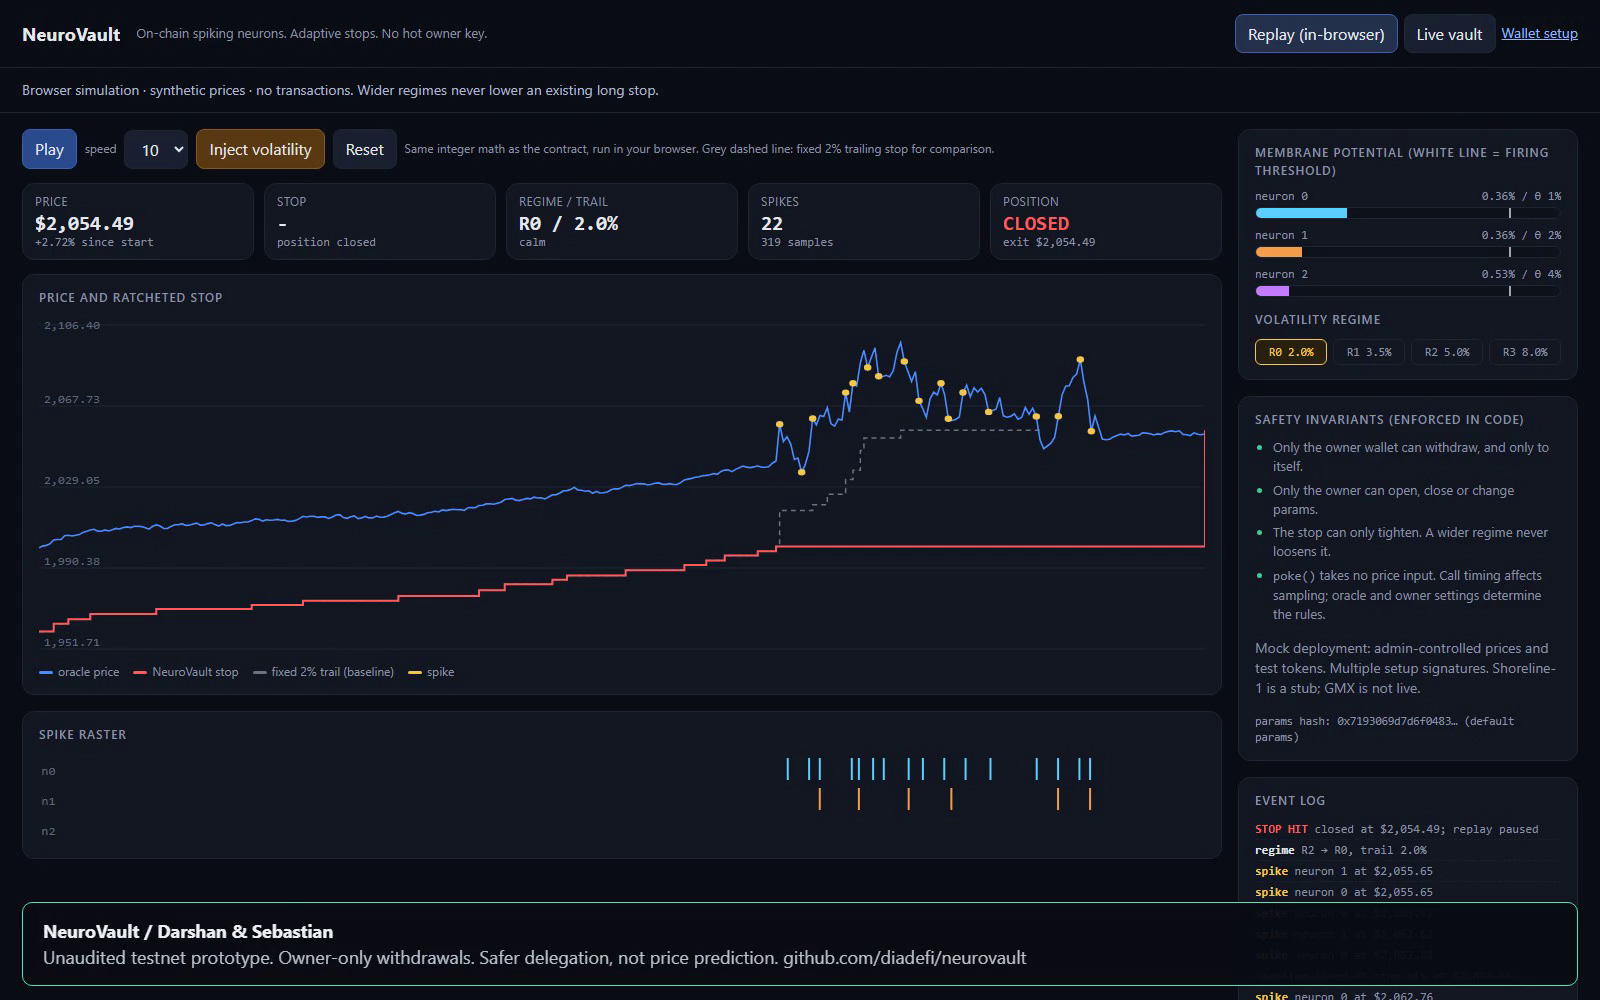 NeuroVault
On-chain spiking neurons. Adaptive stops. No hot owner key.
Replay (in-browser)
Live vault
Wallet setup
Browser simulation · synthetic prices · no transactions. Wider regimes never lower an existing long stop.
Play
speed
10
Inject volatility
Reset
Same integer math as the contract, run in your browser. Grey dashed line: fixed 2% trailing stop for comparison.
PRICE
$2,054.49
+2.72% since start
STOP
-
position closed
REGIME / TRAIL
R0 / 2.0%
calm
SPIKES
22
319 samples
POSITION
CLOSED
exit $2,054.49
PRICE AND RATCHETED STOP
2,106.40
2,067.73
2,029.05
1,990.38
1,951.71
oracle price
NeuroVault stop
fixed 2% trail (baseline)
spike
SPIKE RASTER
n0
n1
n2
MEMBRANE POTENTIAL (WHITE LINE = FIRING
THRESHOLD)
neuron 0
0.36% / θ 1%
neuron 1
0.36% / θ 2%
neuron 2
0.53% / θ 4%
VOLATILITY REGIME
R0 2.0%
R1 3.5%
R2 5.0%
R3 8.0%
SAFETY INVARIANTS (ENFORCED IN CODE)
Only the owner wallet can withdraw, and only to
itself.
Only the owner can open, close or change
params.
The stop can only tighten. A wider regime never
loosens it.
poke() takes no price input. Call timing affects
sampling; oracle and owner settings determine
the rules.
Mock deployment: admin-controlled prices and
test tokens. Multiple setup signatures. Shoreline-
1 is a stub; GMX is not live.
params hash: 0x7193069d7d6f0483… (default
params)
EVENT LOG
STOP HIT closed at $2,054.49; replay paused
regime R2 → R0, trail 2.0%
spike neuron 1 at $2,055.65
spike neuron 0 at $2,055.65
NeuroVault / Darshan & Sebastian
Unaudited testnet prototype. Owner-only withdrawals. Safer delegation, not price prediction. github.com/diadefi/neurovault
spike neuron 0 at $2,062.76